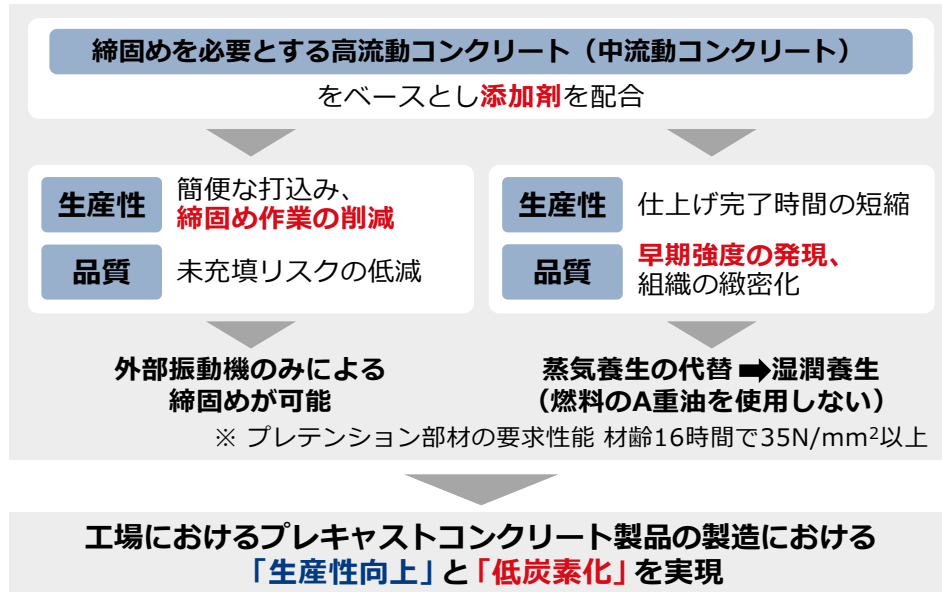 締固めを必要とする高流動コンクリート（中流動コンクリート）
をベースとし添加剤を配合
生産性
簡便な打込み、
締固め作業の削減
品質
未充填リスクの低減
外部振動機のみによる
締固めが可能
生産性
仕上げ完了時間の短縮
品質
早期強度の発現、
組織の緻密化
蒸気養生の代替➡湿潤養生
（燃料のA重油を使用しない）
※ プレテンション部材の要求性能 材齢16時間で35N/mm²以上
工場におけるプレキャストコンクリート製品の製造における
「生産性向上」と「低炭素化」を実現